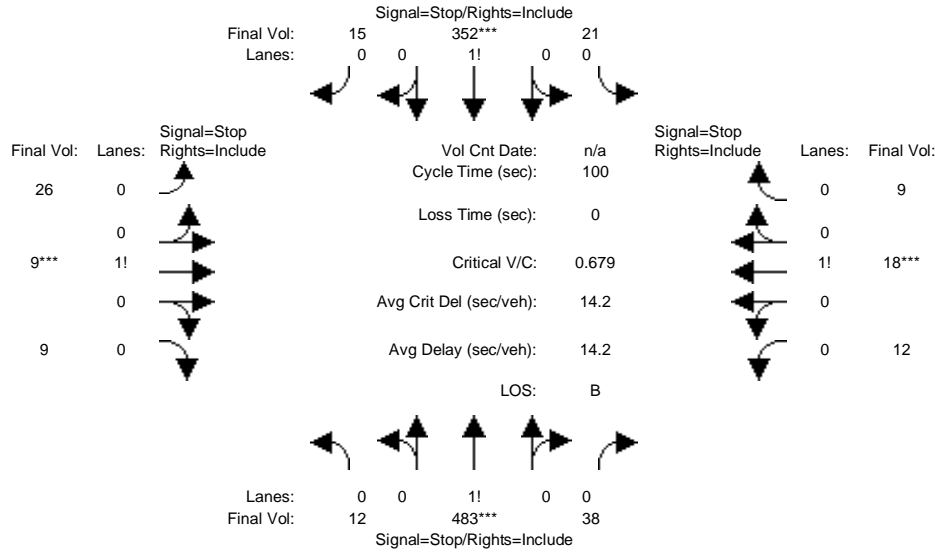 Signal=Stop/Rights=Include
Final Vol: 15 352*** 21
Lanes: 0 0 1! 0 0
Signal=Stop
Final Vol: Lanes: Rights=Include
Vol Cnt Date: n/a
Signal=Stop
Rights=Include Lanes: Final Vol:
Cycle Time (sec): 100
26 0
0 9
Loss Time (sec): 0
0
0
9*** 1!
Critical V/C: 0.679
1! 18***
0
Avg Crit Del (sec/veh): 14.2
0
9 0
Avg Delay (sec/veh): 14.2
0 12
LOS: B
Lanes: 0 0 1! 0 0
Final Vol: 12 483*** 38
Signal=Stop/Rights=Include